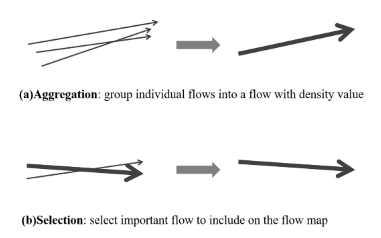 (a)Aggregation: group individual flows into a flow with density value
(b)Selection: select important flow to include on the flow map